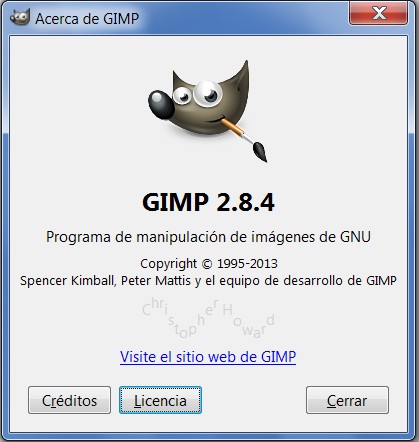 Acerca de GIMP
GIMP 2.8.4
Programa de manipulación de imágenes de GNU
Copyright © 1995-2013
Spencer Kimball, Peter Mattis y el equipo de desarrollo de GIMP
Christopher Howard
Visite el sitio web de GIMP
Créditos Licencia Cerrar